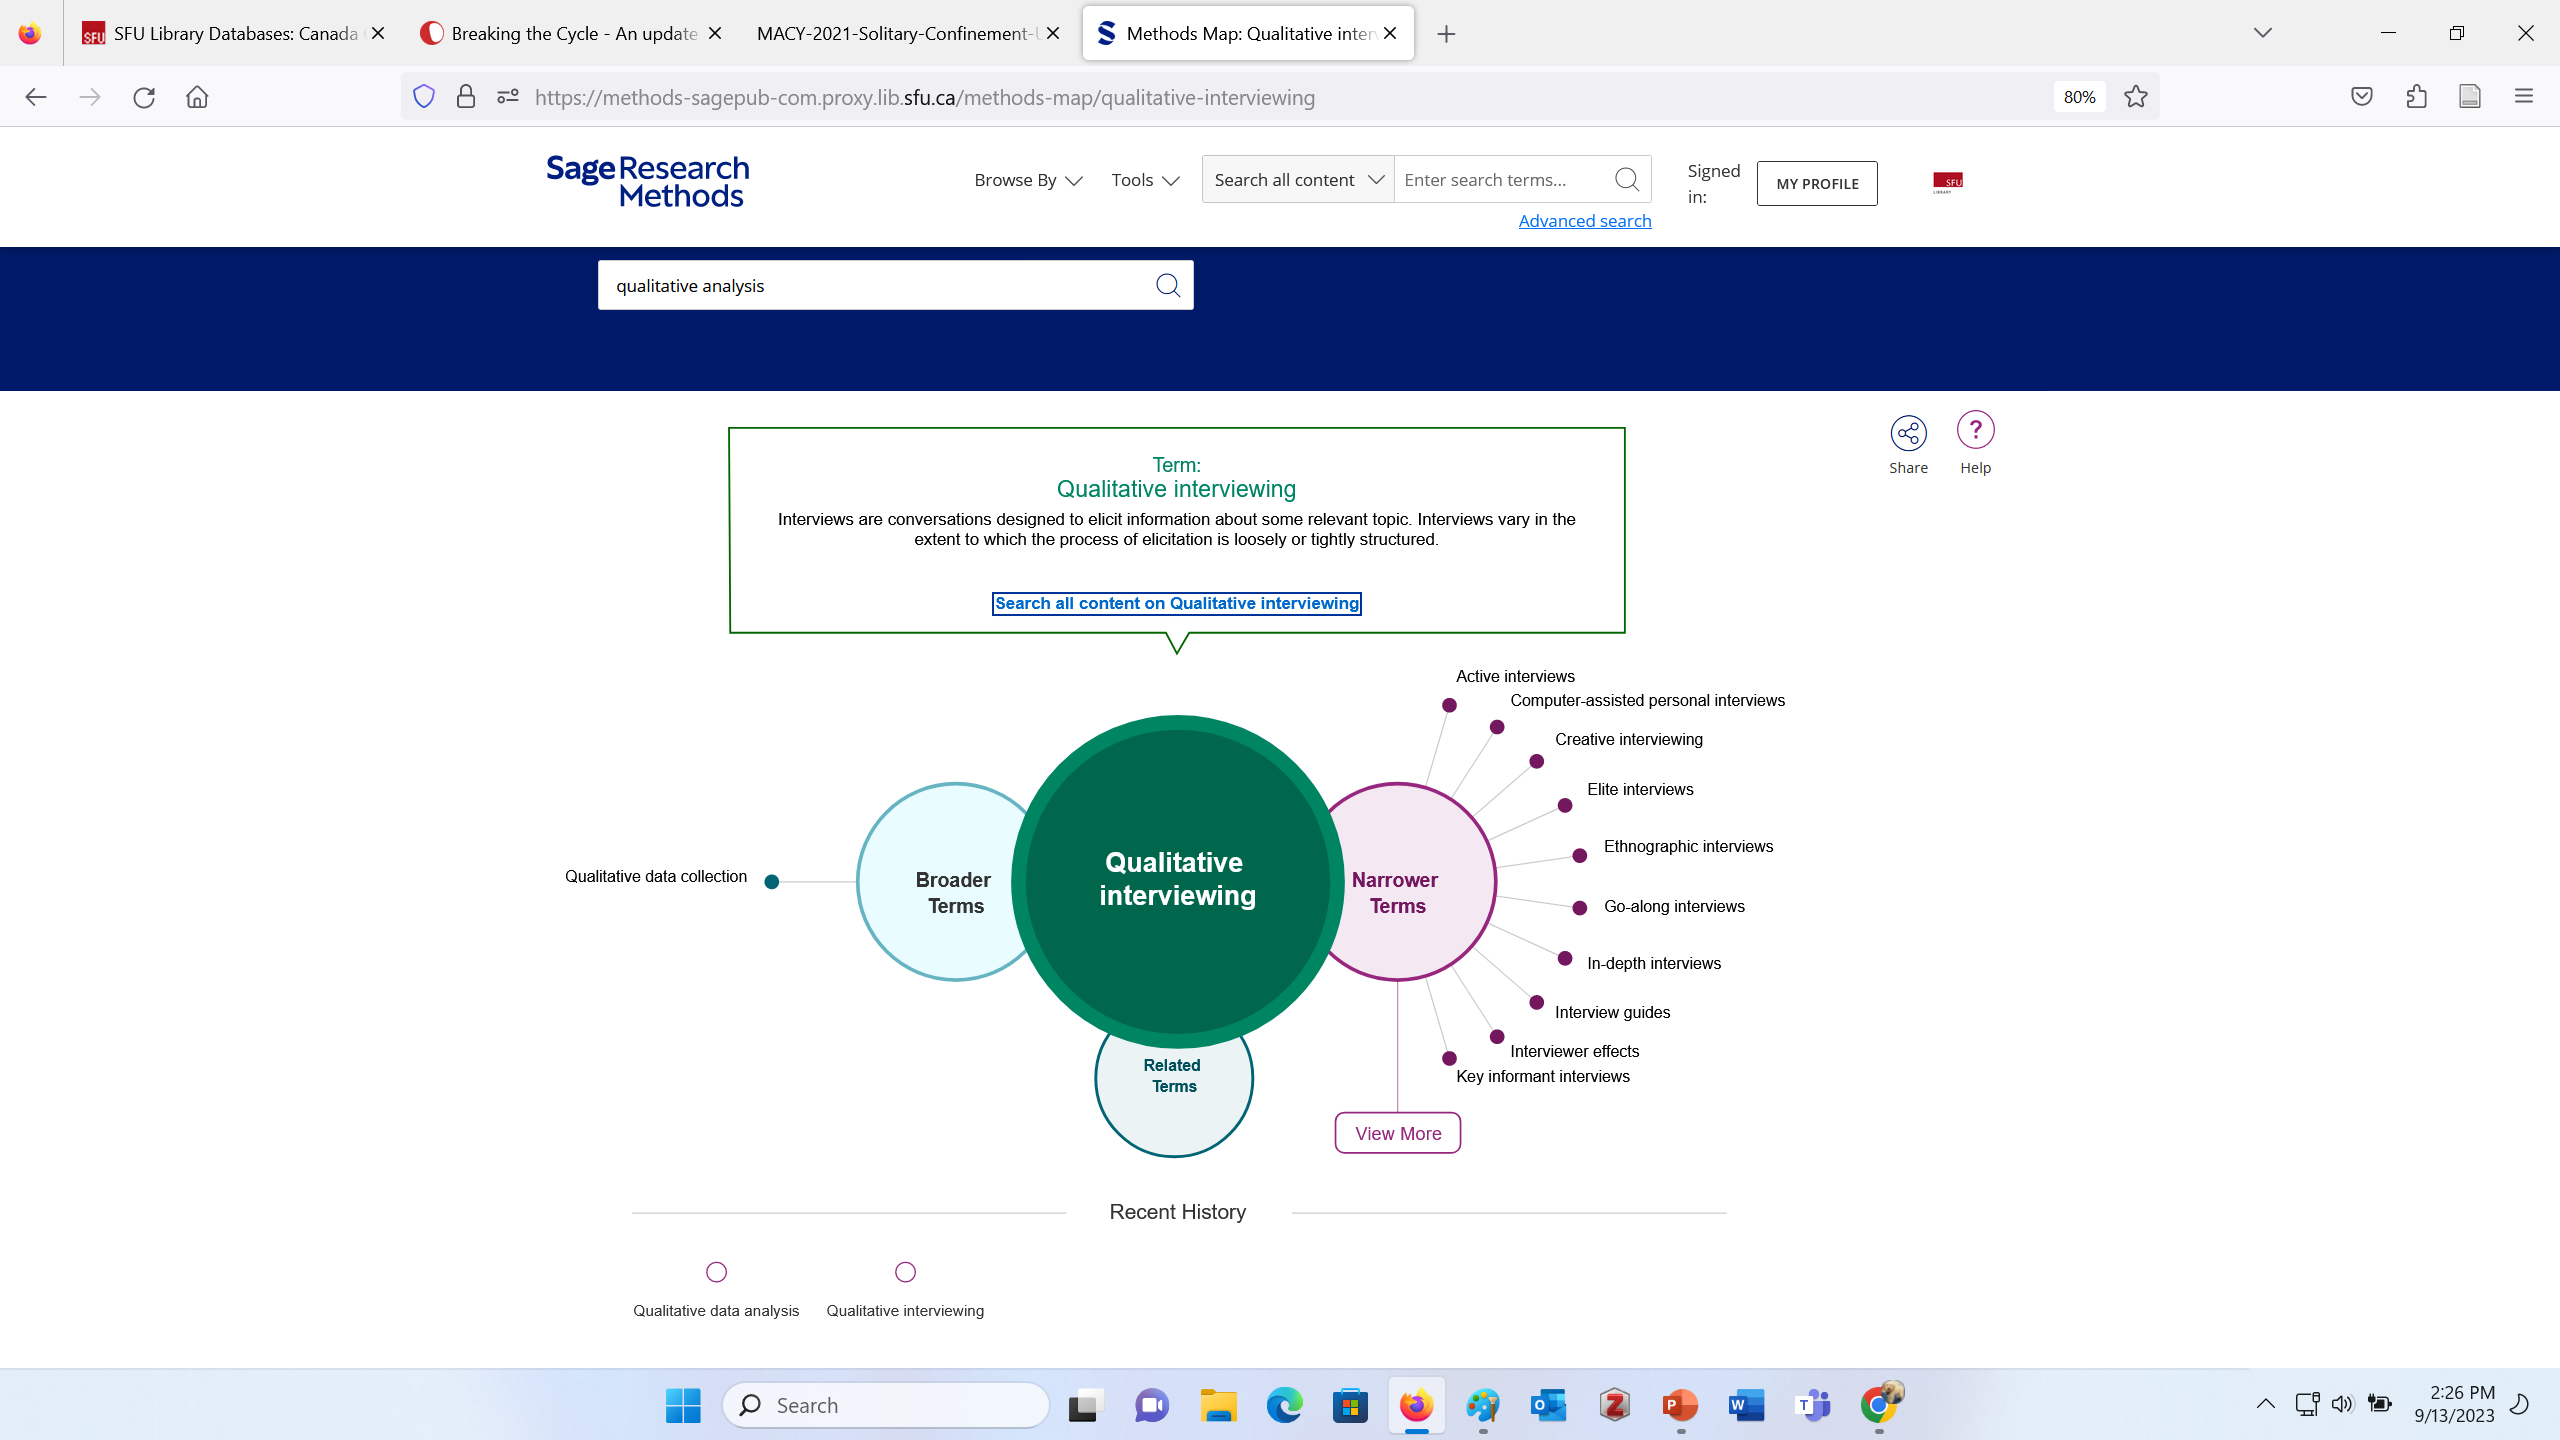 SFU Library Databases: Canada
Breaking the Cycle - An update
MACY-2021-Solitary-Confinement-
Methods Map: Qualitative inter
https://methods-sagepub-com.proxy.lib.sfu.ca/methods-map/qualitative-interviewing
80%
Sage Research
Methods
Browse By
Tools
Search all content
Enter search terms...
Advanced search
Signed
in:
MY PROFILE
SFU
LIBRARY
qualitative analysis
Share
Help
Term:
Qualitative interviewing
Interviews are conversations designed to elicit information about some relevant topic. Interviews vary in the
extent to which the process of elicitation is loosely or tightly structured.
Search all content on Qualitative interviewing
Qualitative data collection
Broader
Terms
Qualitative
interviewing
Narrower
Terms
Related
Terms
Active interviews
Computer-assisted personal interviews
Creative interviewing
Elite interviews
Ethnographic interviews
Go-along interviews
In-depth interviews
Interview guides
Interviewer effects
Key informant interviews
View More
Recent History
Qualitative data analysis
Qualitative interviewing
Search
2:26 PM
9/13/2023